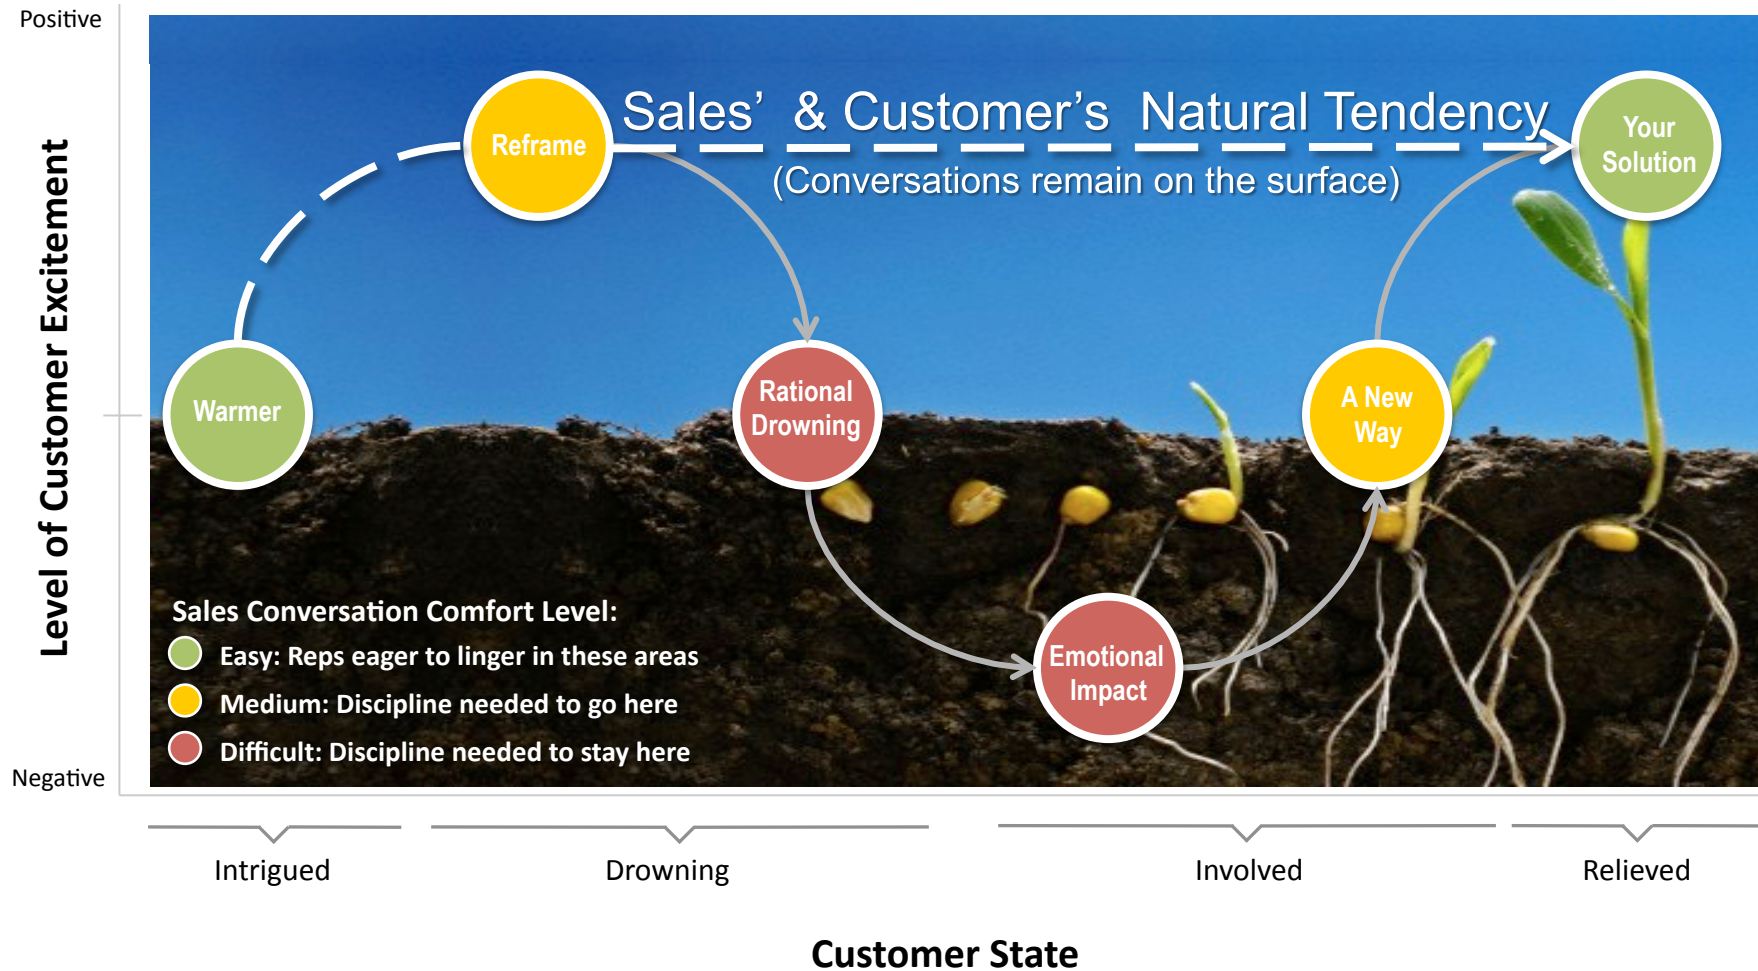 Positive
Level of Customer Excitement
Negative
Warmer
Reframe
Sales’ & Customer’s Natural Tendency
(Conversations remain on the surface)
Your
Solution
Rational
Drowning
A New
Way
Emotional
Impact
Sales Conversation Comfort Level:
Easy: Reps eager to linger in these areas
Medium: Discipline needed to go here
Difficult: Discipline needed to stay here
Intrigued
Drowning
Involved
Relieved
Customer State